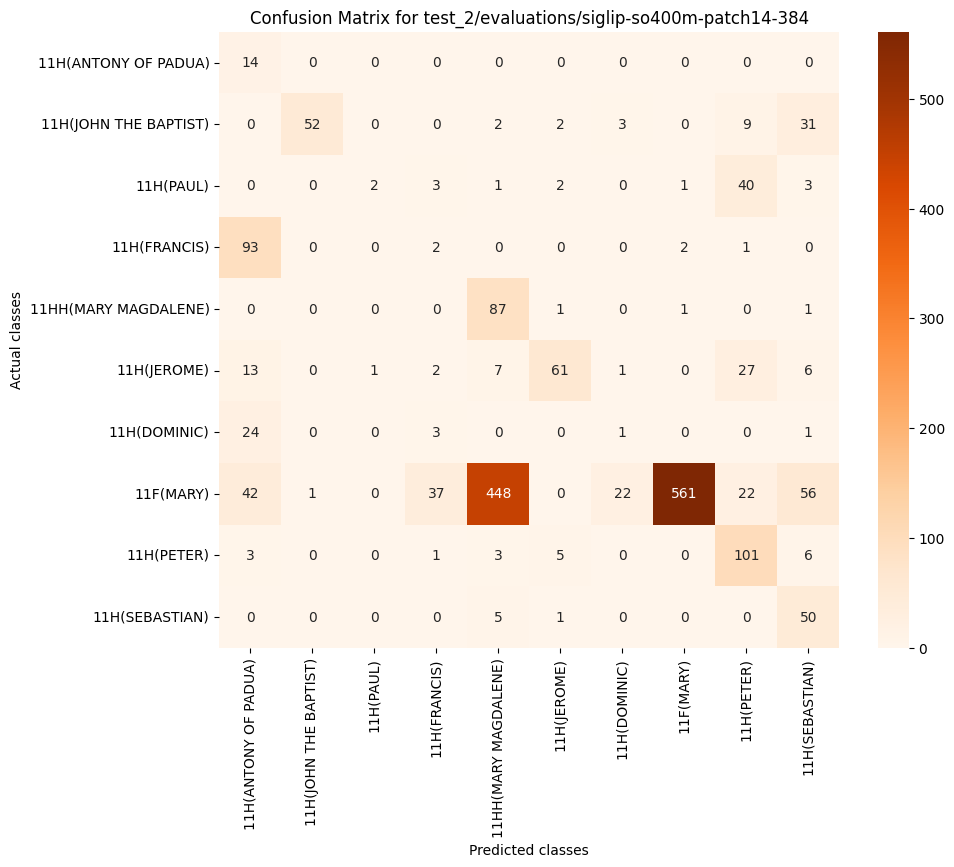 Confusion Matrix for test_2/evaluations/siglip-so400m-patch14-384
Actual classes
11H(ANTONY OF PADUA) 14 0 0 0 0 0 0 0 0 0
11H(JOHN THE BAPTIST) 0 52 0 0 2 2 3 0 9 31
11H(PAUL) 0 0 2 3 1 2 0 1 40 3
11H(FRANCIS) 93 0 0 2 0 0 0 2 1 0
11HH(MARY MAGDALENE) 0 0 0 0 87 1 0 1 0 1
11H(JEROME) 13 0 1 2 7 61 1 0 27 6
11H(DOMINIC) 24 0 0 3 0 0 1 0 0 1
11F(MARY) 42 1 0 37 448 0 22 561 22 56
11H(PETER) 3 0 0 1 3 5 0 0 101 6
11H(SEBASTIAN) 0 0 0 0 5 1 0 0 0 50
11H(ANTONY OF PADUA)
11H(JOHN THE BAPTIST)
11H(PAUL)
11H(FRANCIS)
11HH(MARY MAGDALENE)
11H(JEROME)
11H(DOMINIC)
11F(MARY)
11H(PETER)
11H(SEBASTIAN)
Predicted classes
500
400
300
200
100
0